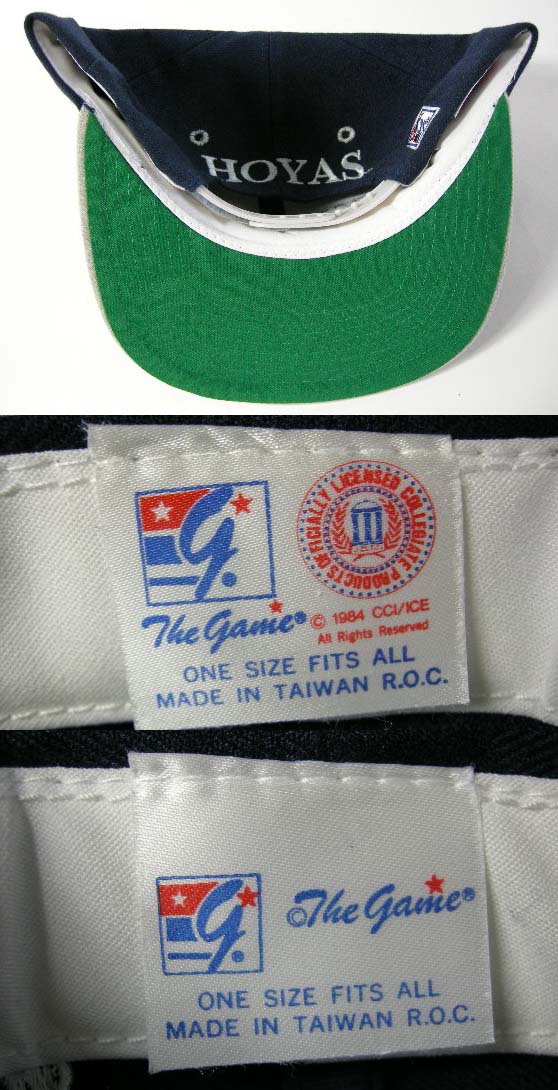 HOYAS
G.
OFFICIALLY LICENSED COLLEGIATE PRODUCTS
The Game®
© 1984 CCI/ICE
All Rights Reserved
ONE SIZE FITS ALL
MADE IN TAIWAN R.O.C.
G.
©The Game®
ONE SIZE FITS ALL
MADE IN TAIWAN R.O.C.